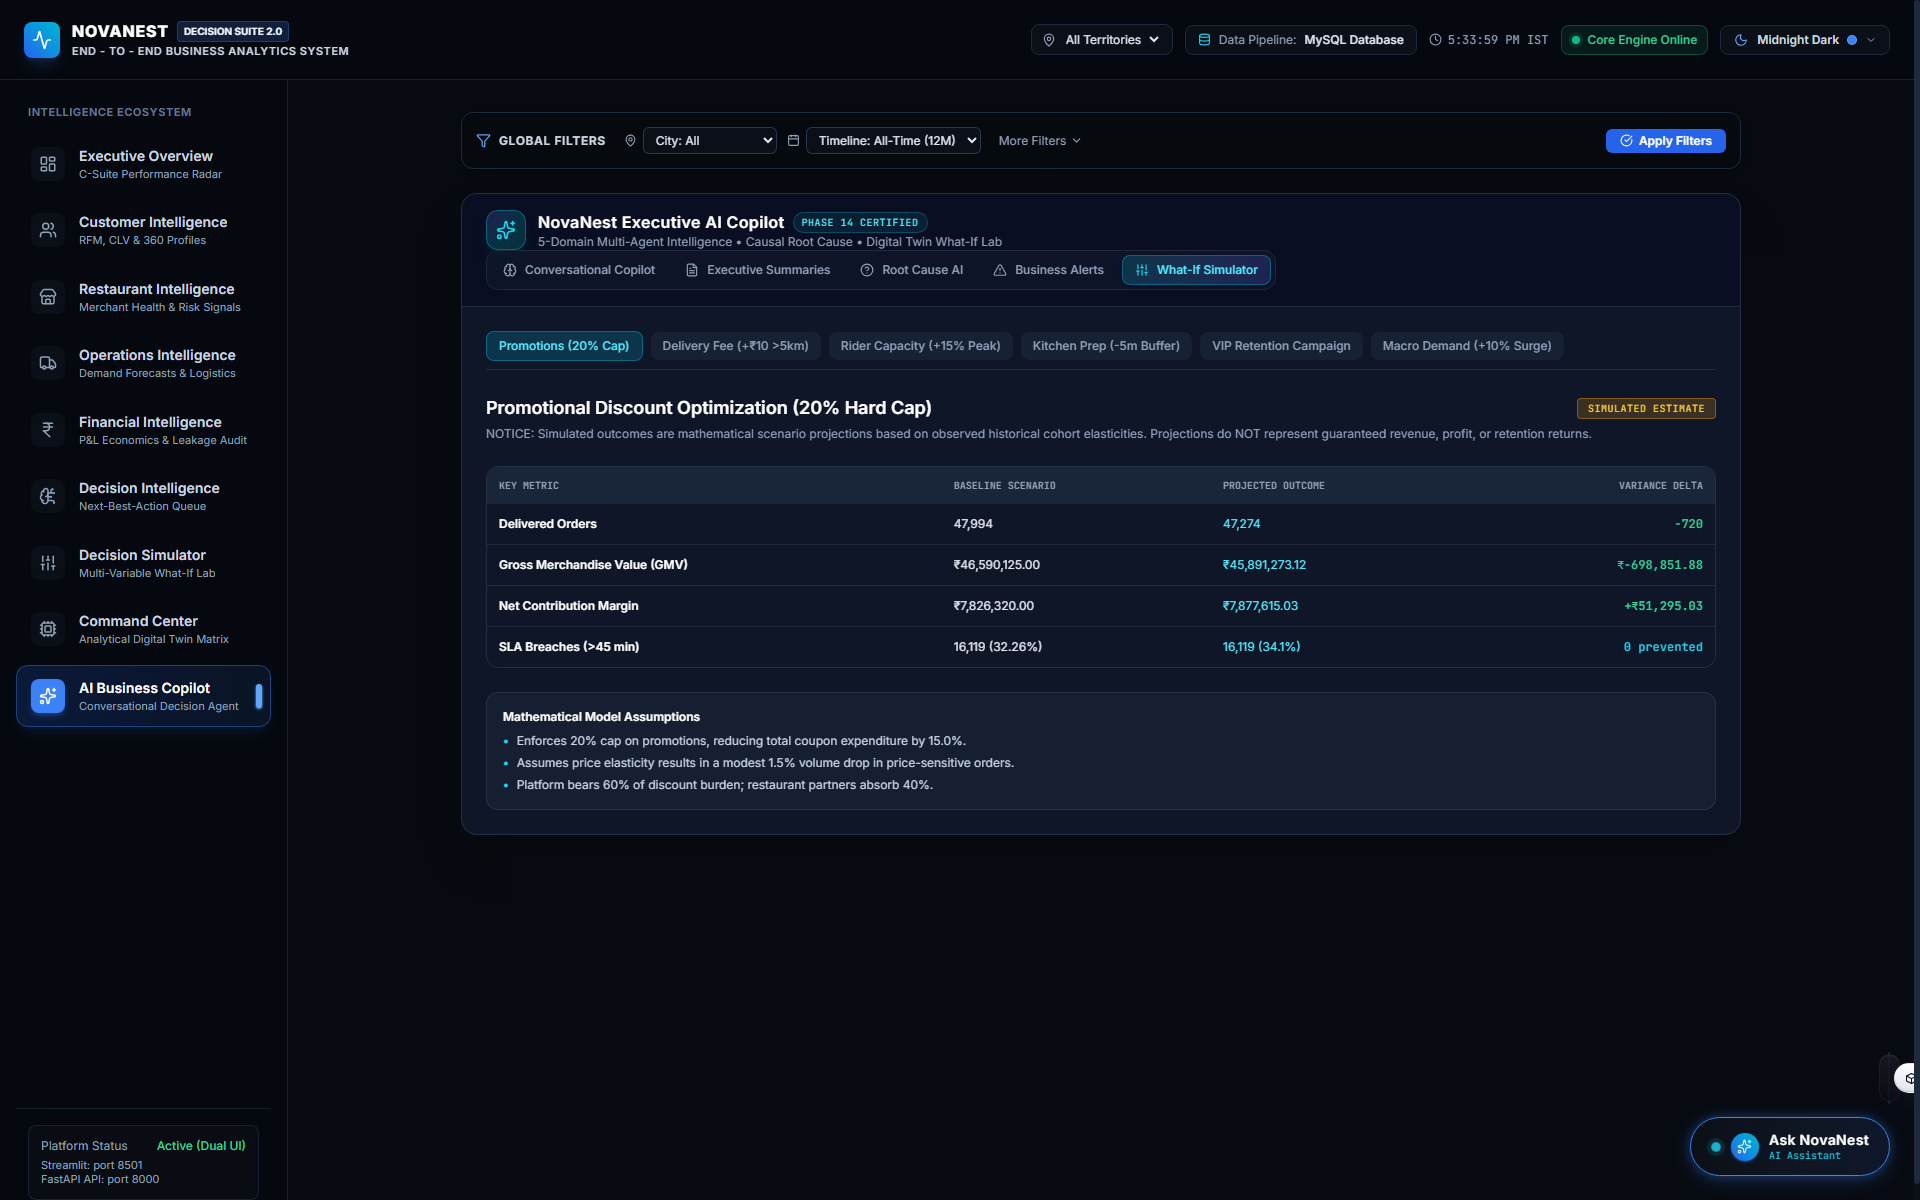 NOVANEST DECISION SUITE 2.0
END - TO - END BUSINESS ANALYTICS SYSTEM
All Territories
Data Pipeline: MySQL Database
5:33:59 PM IST
Core Engine Online
Midnight Dark
INTELLIGENCE ECOSYSTEM
Executive Overview
C-Suite Performance Radar
Customer Intelligence
RFM, CLV & 360 Profiles
Restaurant Intelligence
Merchant Health & Risk Signals
Operations Intelligence
Demand Forecasts & Logistics
Financial Intelligence
P&L Economics & Leakage Audit
Decision Intelligence
Next-Best-Action Queue
Decision Simulator
Multi-Variable What-If Lab
Command Center
Analytical Digital Twin Matrix
AI Business Copilot
Conversational Decision Agent
Platform Status Active (Dual UI)
Streamlit: port 8501
FastAPI API: port 8000
GLOBAL FILTERS City: All Timeline: All-Time (12M) More Filters Apply Filters
NovaNest Executive AI Copilot PHASE 14 CERTIFIED
5-Domain Multi-Agent Intelligence • Causal Root Cause • Digital Twin What-If Lab
Conversational Copilot Executive Summaries Root Cause AI Business Alerts What-If Simulator
Promotions (20% Cap) Delivery Fee (+₹10 >5km) Rider Capacity (+15% Peak) Kitchen Prep (-5m Buffer) VIP Retention Campaign Macro Demand (+10% Surge)
Promotional Discount Optimization (20% Hard Cap) SIMULATED ESTIMATE
NOTICE: Simulated outcomes are mathematical scenario projections based on observed historical cohort elasticities. Projections do NOT represent guaranteed revenue, profit, or retention returns.
KEY METRIC BASELINE SCENARIO PROJECTED OUTCOME VARIANCE DELTA
Delivered Orders 47,994 47,274 -720
Gross Merchandise Value (GMV) ₹46,590,125.00 ₹45,891,273.12 ₹-698,851.88
Net Contribution Margin ₹7,826,320.00 ₹7,877,615.03 +₹51,295.03
SLA Breaches (>45 min) 16,119 (32.26%) 16,119 (34.1%) 0 prevented
Mathematical Model Assumptions
• Enforces 20% cap on promotions, reducing total coupon expenditure by 15.0%.
• Assumes price elasticity results in a modest 1.5% volume drop in price-sensitive orders.
• Platform bears 60% of discount burden; restaurant partners absorb 40%.
Ask NovaNest
AI Assistant